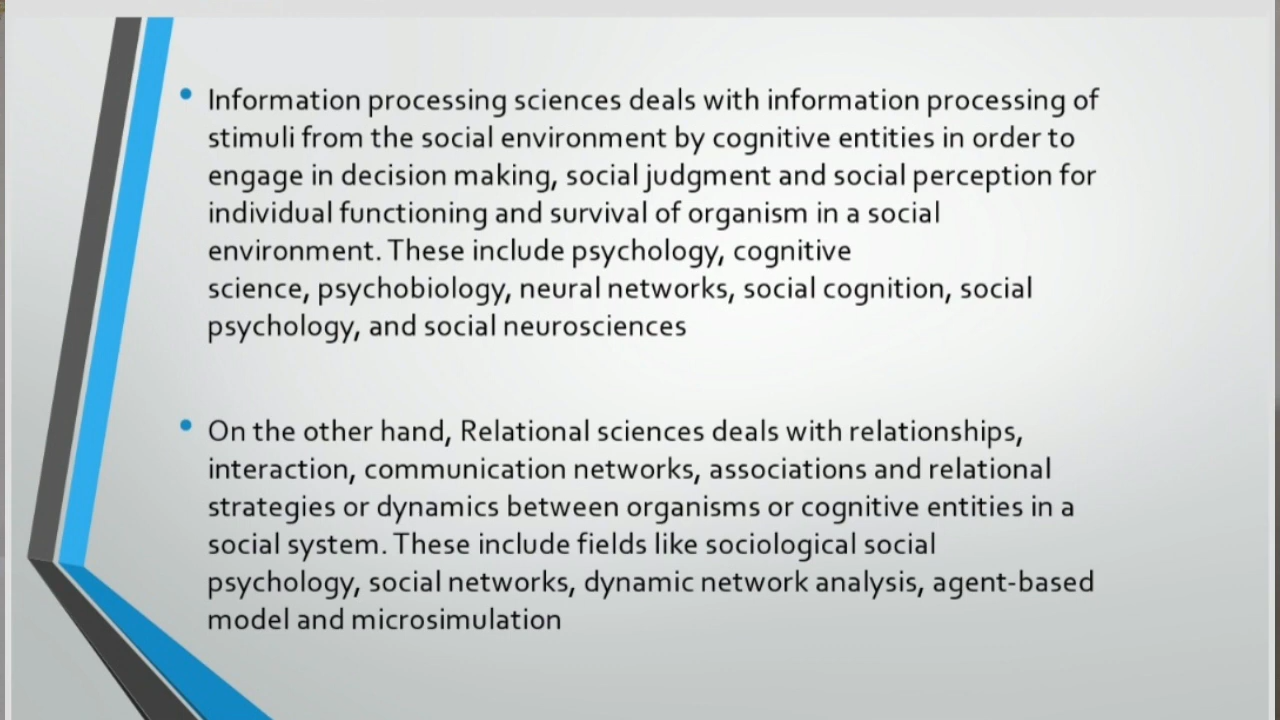 • Information processing sciences deals with information processing of
stimuli from the social environment by cognitive entities in order to
engage in decision making, social judgment and social perception for
individual functioning and survival of organism in a social
environment. These include psychology, cognitive
science, psychobiology, neural networks, social cognition, social
psychology, and social neurosciences
• On the other hand, Relational sciences deals with relationships,
interaction, communication networks, associations and relational
strategies or dynamics between organisms or cognitive entities in a
social system. These include fields like sociological social
psychology, social networks, dynamic network analysis, agent-based
model and microsimulation